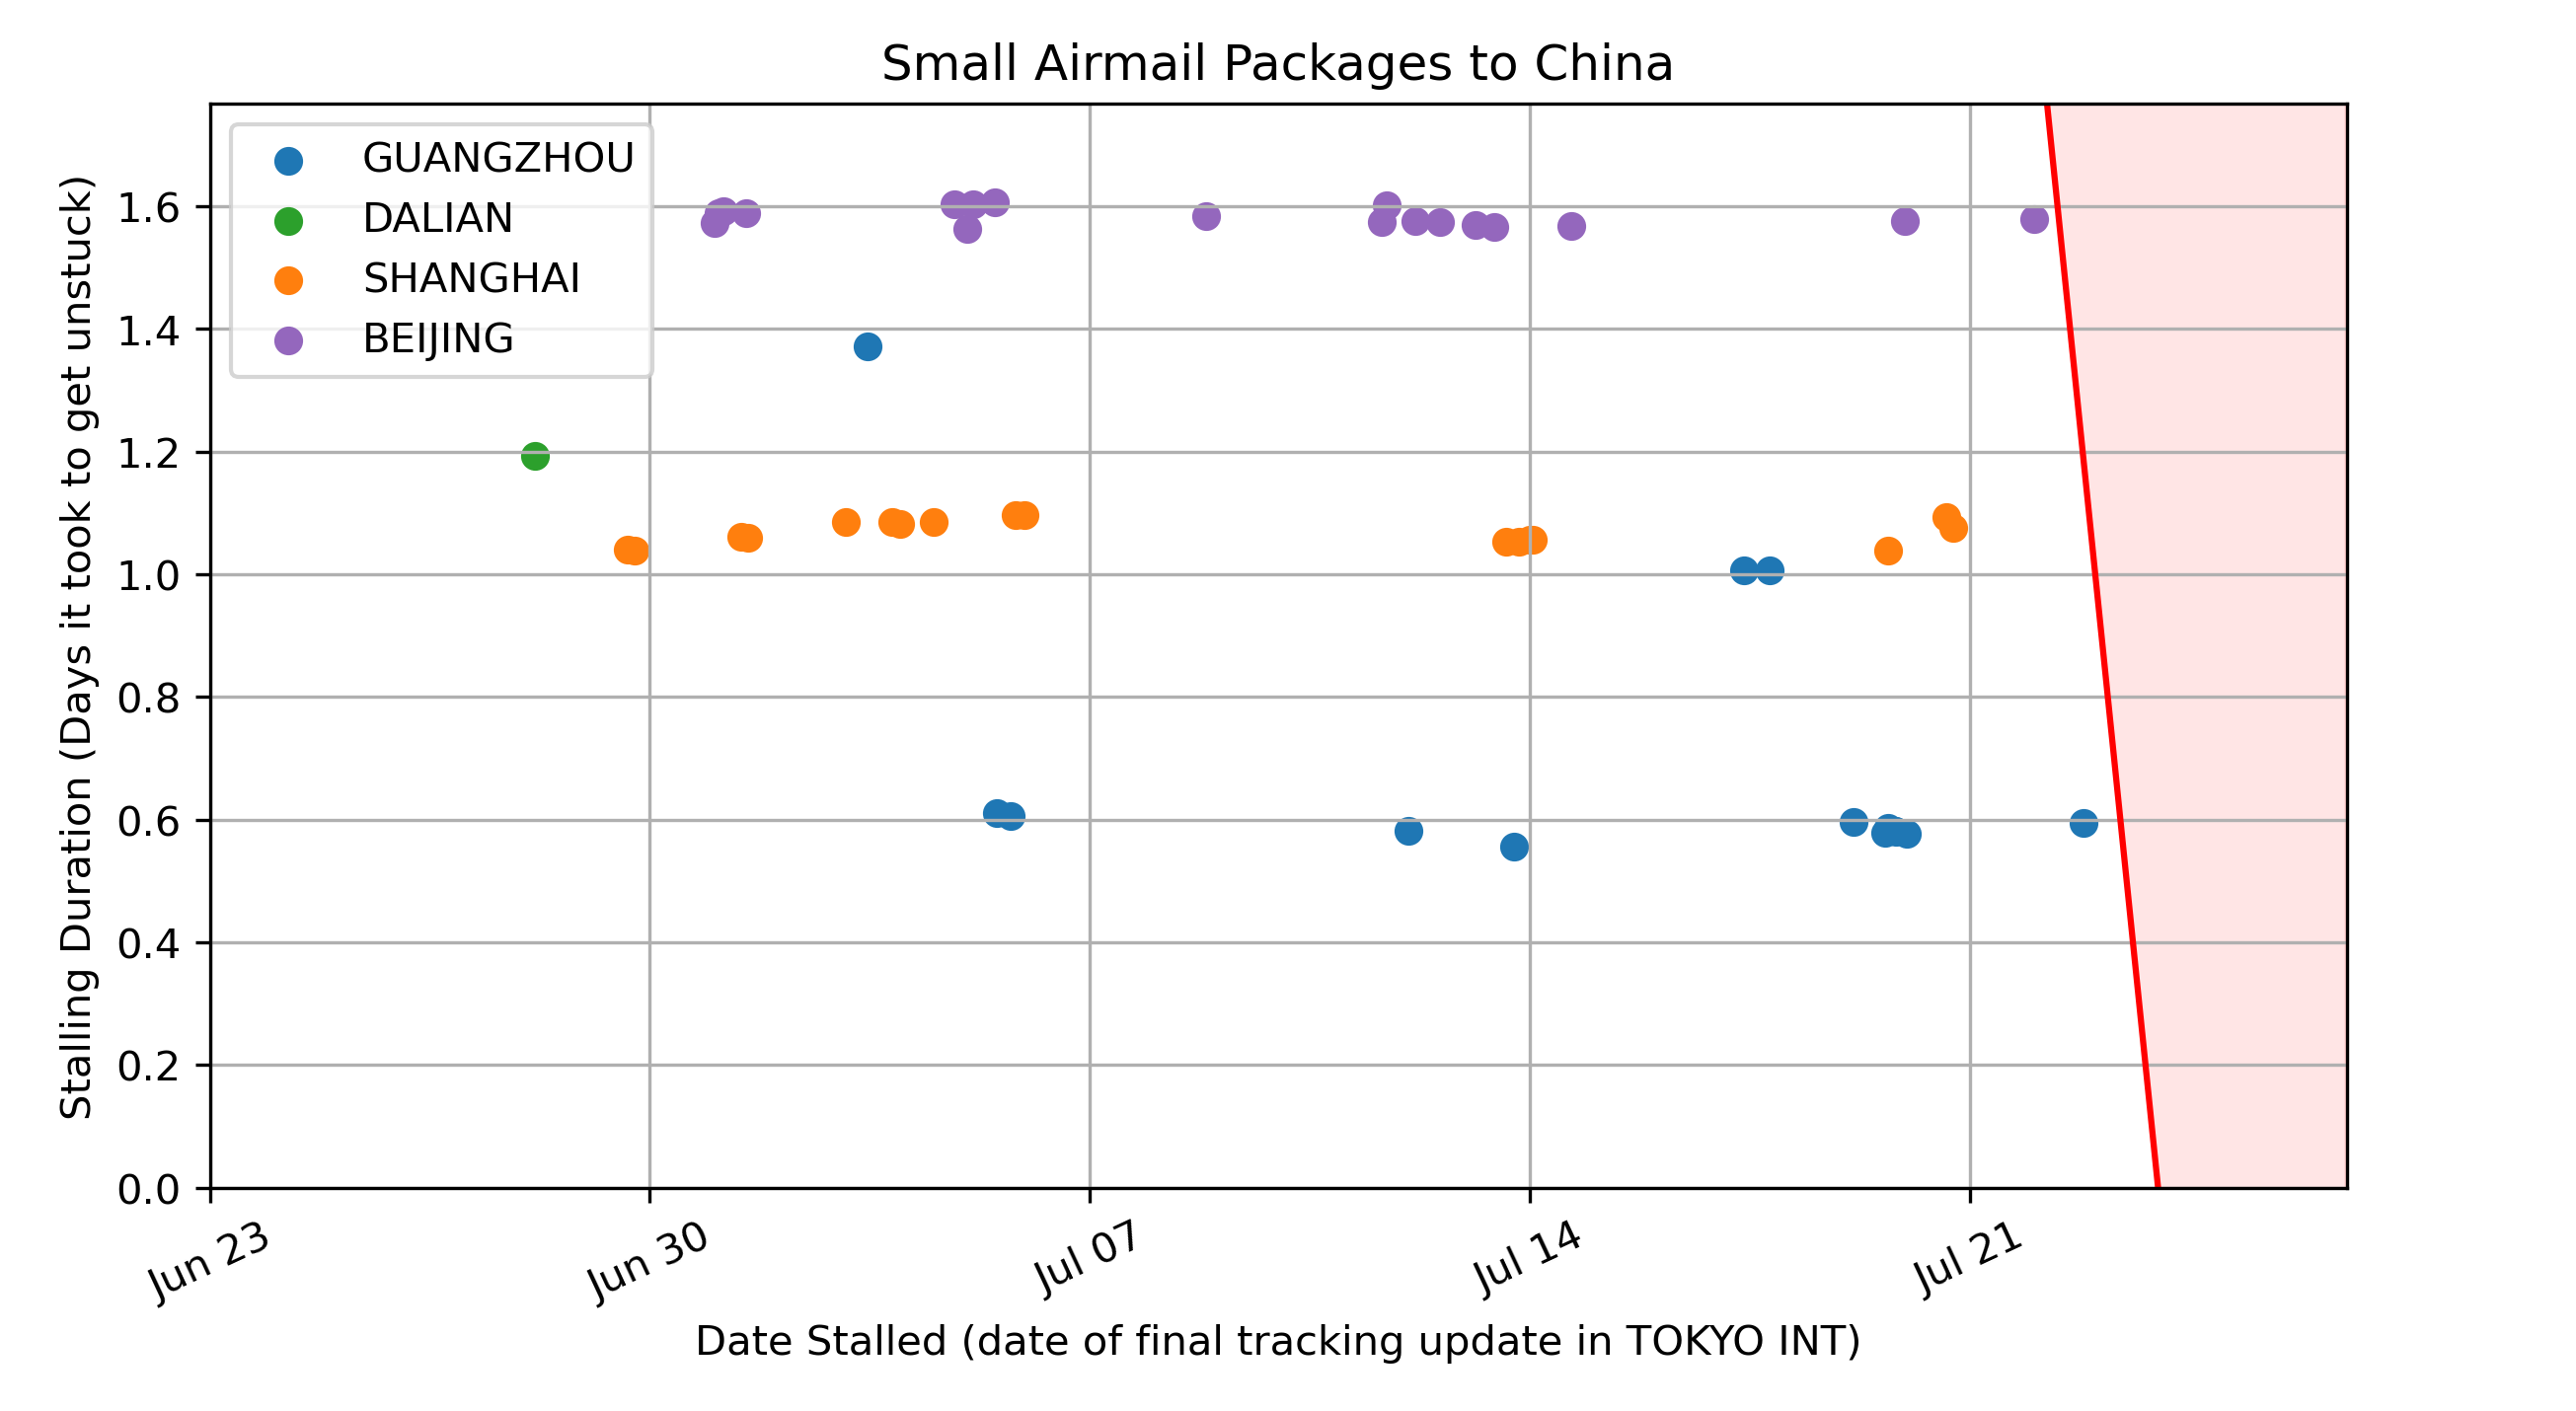 Small Airmail Packages to China
GUANGZHOU
DALIAN
SHANGHAI
BEIJING
Stalling Duration (Days it took to get unstuck)
1.6
1.4
1.2
1.0
0.8
0.6
0.4
0.2
0.0
Jun 23
Jun 30
Jul 07
Jul 14
Jul 21
Date Stalled (date of final tracking update in TOKYO INT)